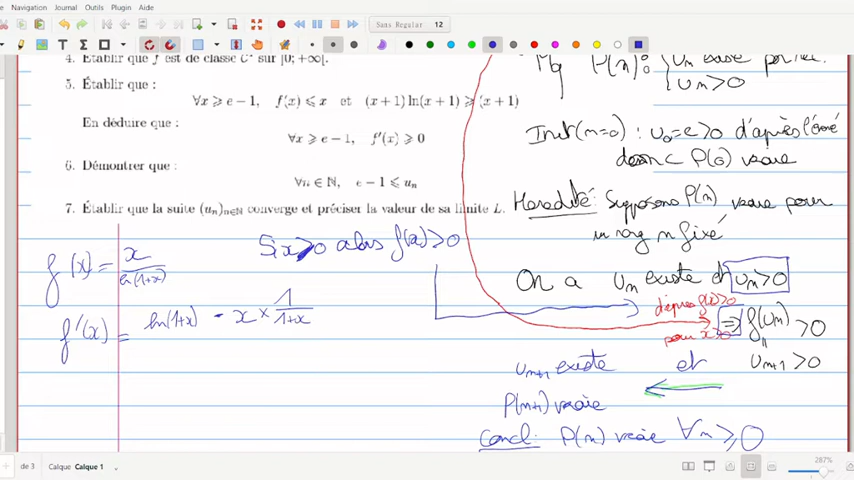 Navigation Journal Outils Plugin Aide
Sans Regular 12
4. Établir que f est de classe C¹ sur ]0; +∞[.
5. Établir que :
∀x ⩾ e − 1, f(x) ⩽ x et (x + 1) ln(x + 1) ⩾ (x + 1)
En déduire que :
∀x ⩾ e − 1, f'(x) ⩾ 0
6. Démontrer que :
∀n ∈ ℕ, e − 1 ⩽ uₙ
7. Établir que la suite (uₙ)ₙ∈ℕ converge et préciser la valeur de sa limite L.
f(x) = x / ln(1+x)
Si x>0 alors f(x)>0
f'(x) = ln(1+x) - x × 1/1+x
Mq P(n):
uₙ>0
Init(n=0) : u₀=e>0 d'après l'énoncé
donc P(0) vraie
Hérédité: Supposons P(n) vraie pour
un rang n fixé
On a uₙ existe et uₙ>0
d'après f(x)>0
pour x>0
⇒ f(uₙ) >0
uₙ₊₁ existe et uₙ₊₁>0
P(n+1) vraie
Concl: P(n) vraie ∀n ⩾ 0
de 3 Calque Calque 1
287%